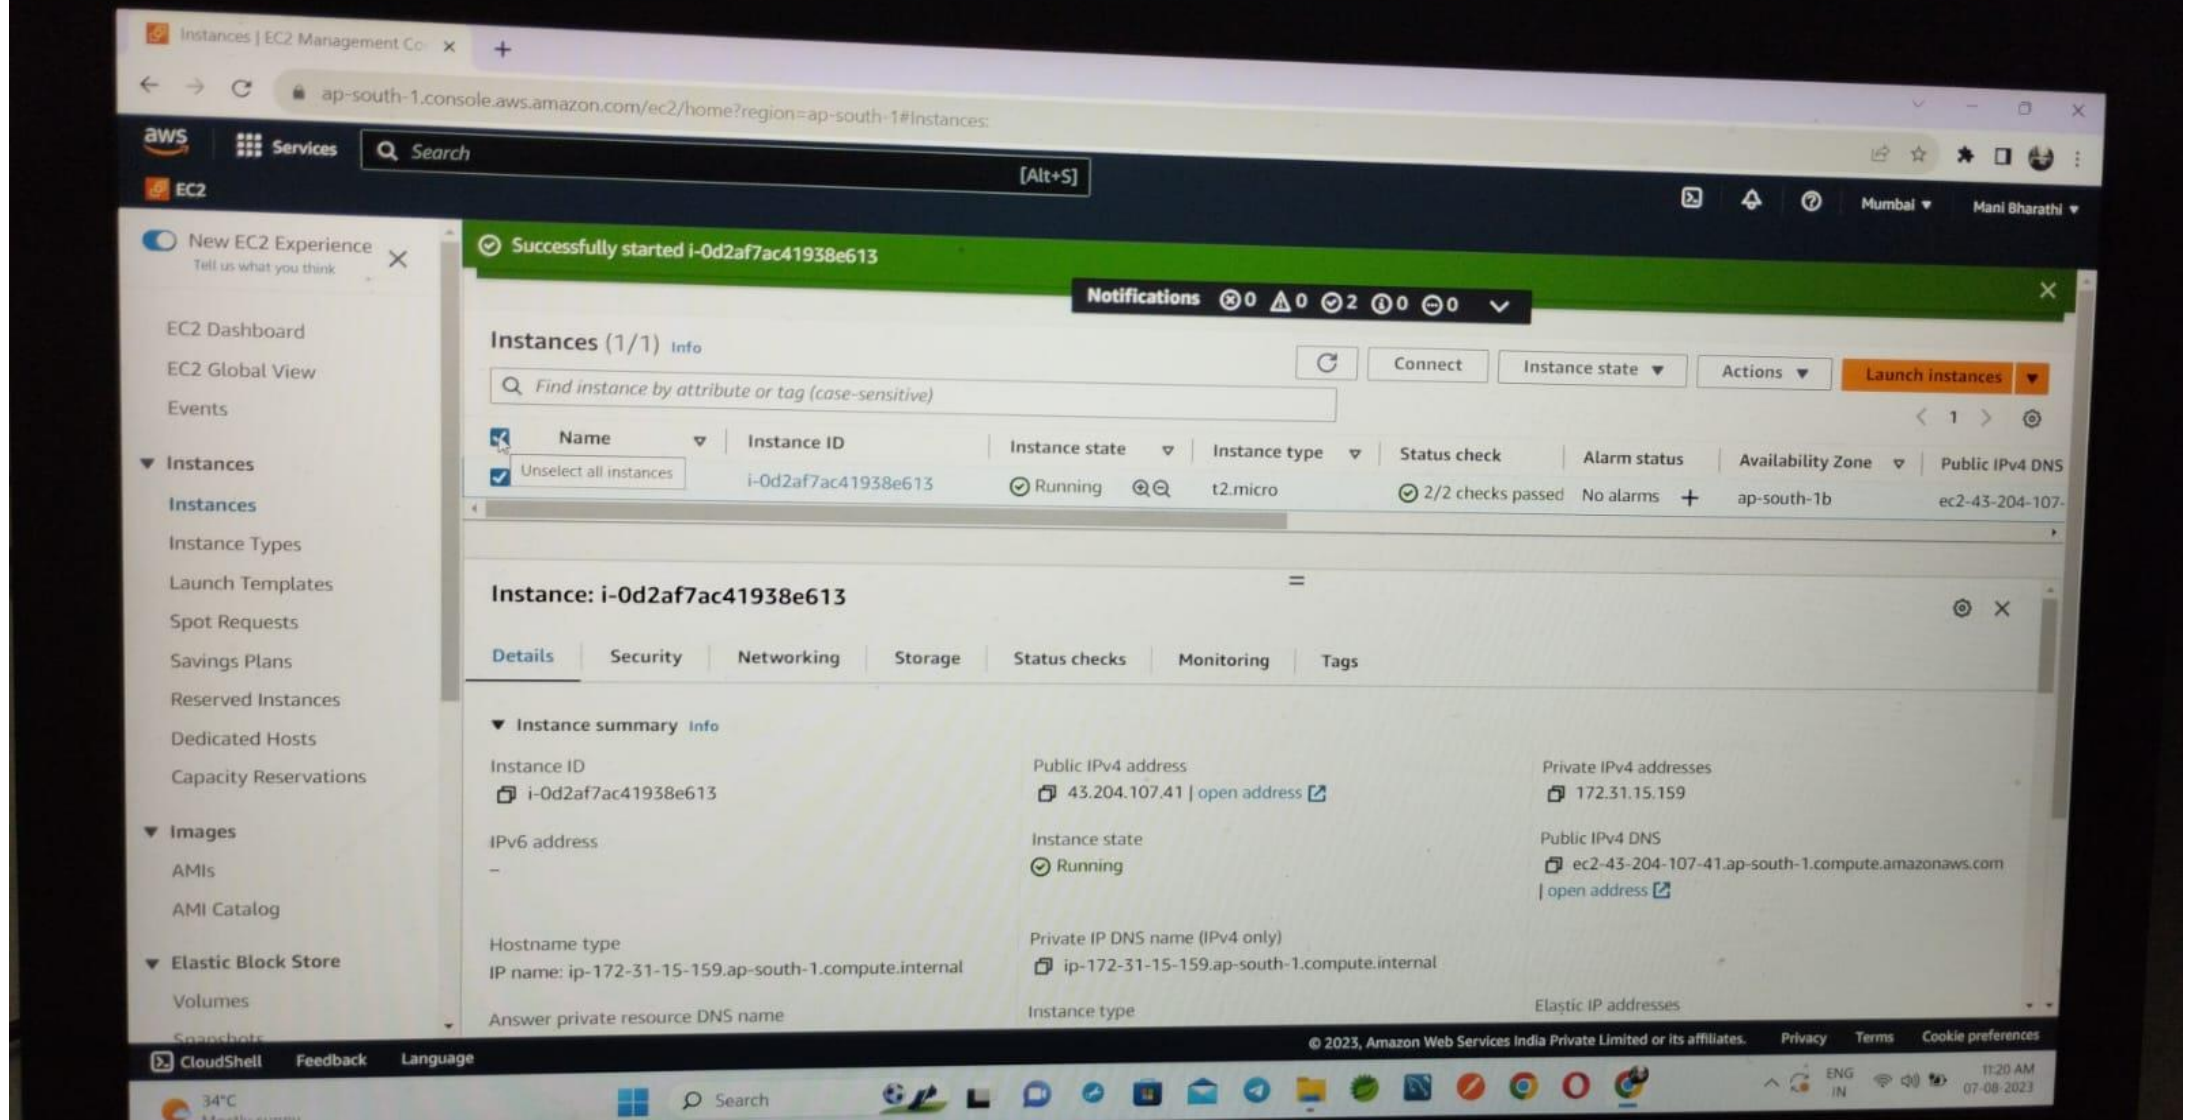 Instances | EC2 Management Co
ap-south-1.console.aws.amazon.com/ec2/home?region=ap-south-1#Instances:
aws
Services
Search
[Alt+S]
Mumbai
Mani Bharathi
EC2
New EC2 Experience
Tell us what you think
EC2 Dashboard
EC2 Global View
Events
Instances
Instances
Instance Types
Launch Templates
Spot Requests
Savings Plans
Reserved Instances
Dedicated Hosts
Capacity Reservations
Images
AMIs
AMI Catalog
Elastic Block Store
Volumes
Snapshots
Successfully started i-0d2af7ac41938e613
Notifications 0 0 2 0 0
Instances (1/1) Info
Connect
Instance state
Actions
Launch instances
Find instance by attribute or tag (case-sensitive)
1
Name Instance ID Instance state Instance type Status check Alarm status Availability Zone Public IPv4 DNS
Unselect all instances
i-0d2af7ac41938e613 Running t2.micro 2/2 checks passed No alarms + ap-south-1b ec2-43-204-107-
Instance: i-0d2af7ac41938e613
Details Security Networking Storage Status checks Monitoring Tags
Instance summary Info
Instance ID
i-0d2af7ac41938e613
Public IPv4 address
43.204.107.41 | open address
Private IPv4 addresses
172.31.15.159
IPv6 address
–
Instance state
Running
Public IPv4 DNS
ec2-43-204-107-41.ap-south-1.compute.amazonaws.com
| open address
Hostname type
IP name: ip-172-31-15-159.ap-south-1.compute.internal
Private IP DNS name (IPv4 only)
ip-172-31-15-159.ap-south-1.compute.internal
Answer private resource DNS name
Instance type
Elastic IP addresses
CloudShell Feedback Language
© 2023, Amazon Web Services India Private Limited or its affiliates. Privacy Terms Cookie preferences
34°C
Search
ENG
IN
11:20 AM
07-08-2023